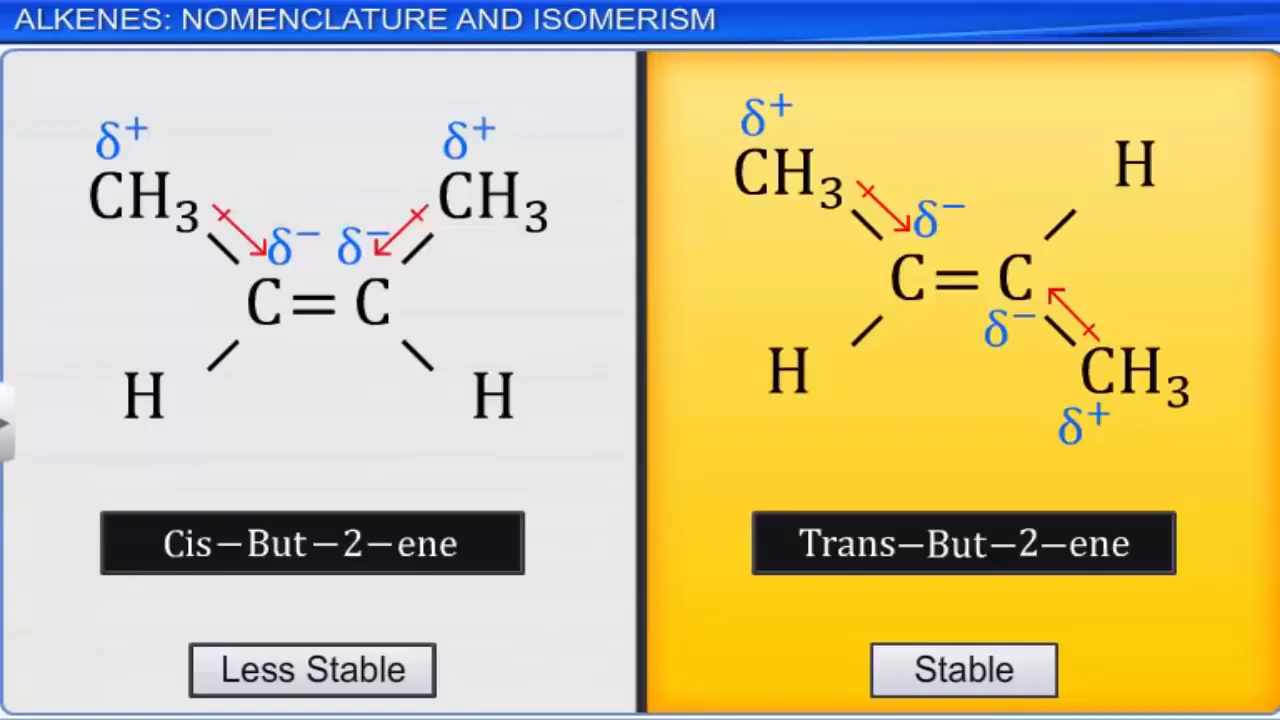 ALKENES: NOMENCLATURE AND ISOMERISM
δ⁺ δ⁺
CH₃ CH₃
δ⁻ δ⁻
C = C
H H
Cis–But–2–ene
Less Stable
δ⁺
CH₃ H
δ⁻
C = C
δ⁻
H CH₃
δ⁺
Trans–But–2–ene
Stable